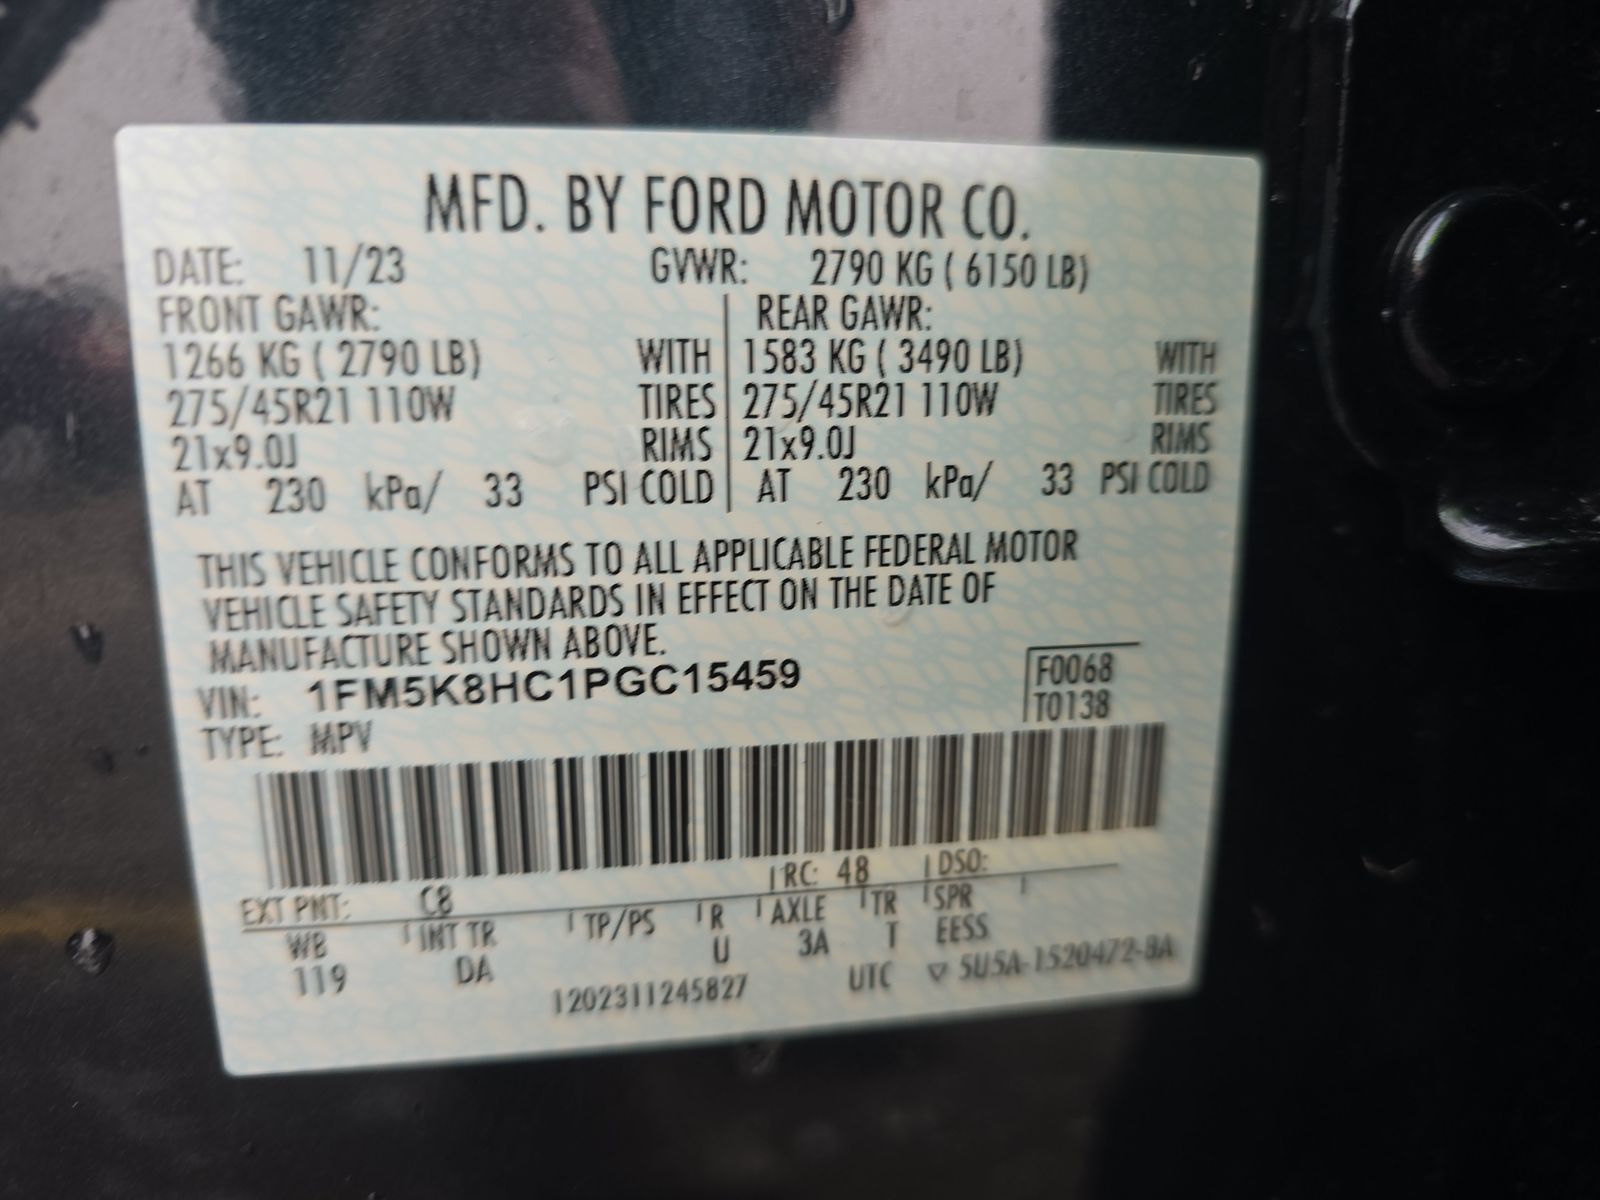 MFD. BY FORD MOTOR CO.
DATE: 11/23 GVWR: 2790 KG ( 6150 LB)
FRONT GAWR: REAR GAWR:
1266 KG ( 2790 LB) WITH 1583 KG ( 3490 LB) WITH
275/45R21 110W TIRES 275/45R21 110W TIRES
21x9.0J RIMS 21x9.0J RIMS
AT 230 kPa/ 33 PSI COLD AT 230 kPa/ 33 PSI COLD
THIS VEHICLE CONFORMS TO ALL APPLICABLE FEDERAL MOTOR
VEHICLE SAFETY STANDARDS IN EFFECT ON THE DATE OF
MANUFACTURE SHOWN ABOVE.
VIN: 1FM5K8HC1PGC15459 F0068
TYPE: MPV T0138
EXT PNT: C8 RC: 48 DSO:
WB INT TR TP/PS R AXLE TR SPR
119 DA U 3A T EESS
1202311245827 UTC ▽ 5U5A-1520472-BA